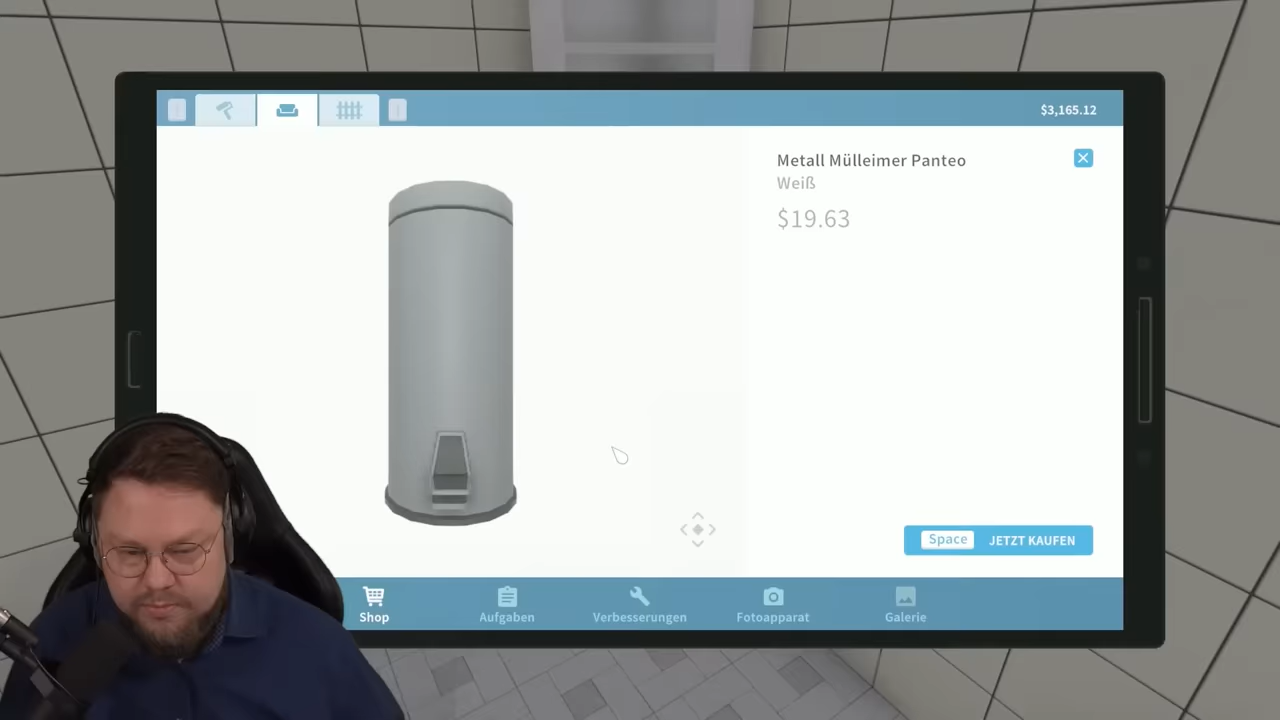 $3,165.12
Metall Mülleimer Panteo
Weiß
$19.63
Space JETZT KAUFEN
Shop Aufgaben Verbesserungen Fotoapparat Galerie